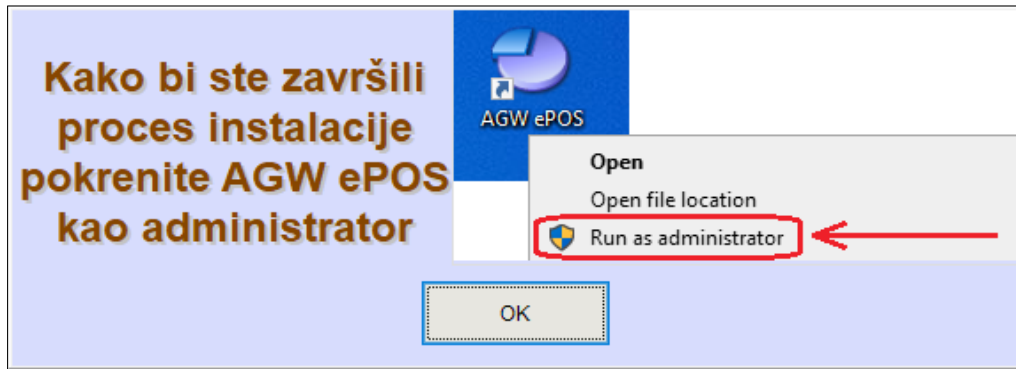 Kako bi ste završili
proces instalacije
pokrenite AGW ePOS
kao administrator
AGW ePOS
Open
Open file location
Run as administrator
OK